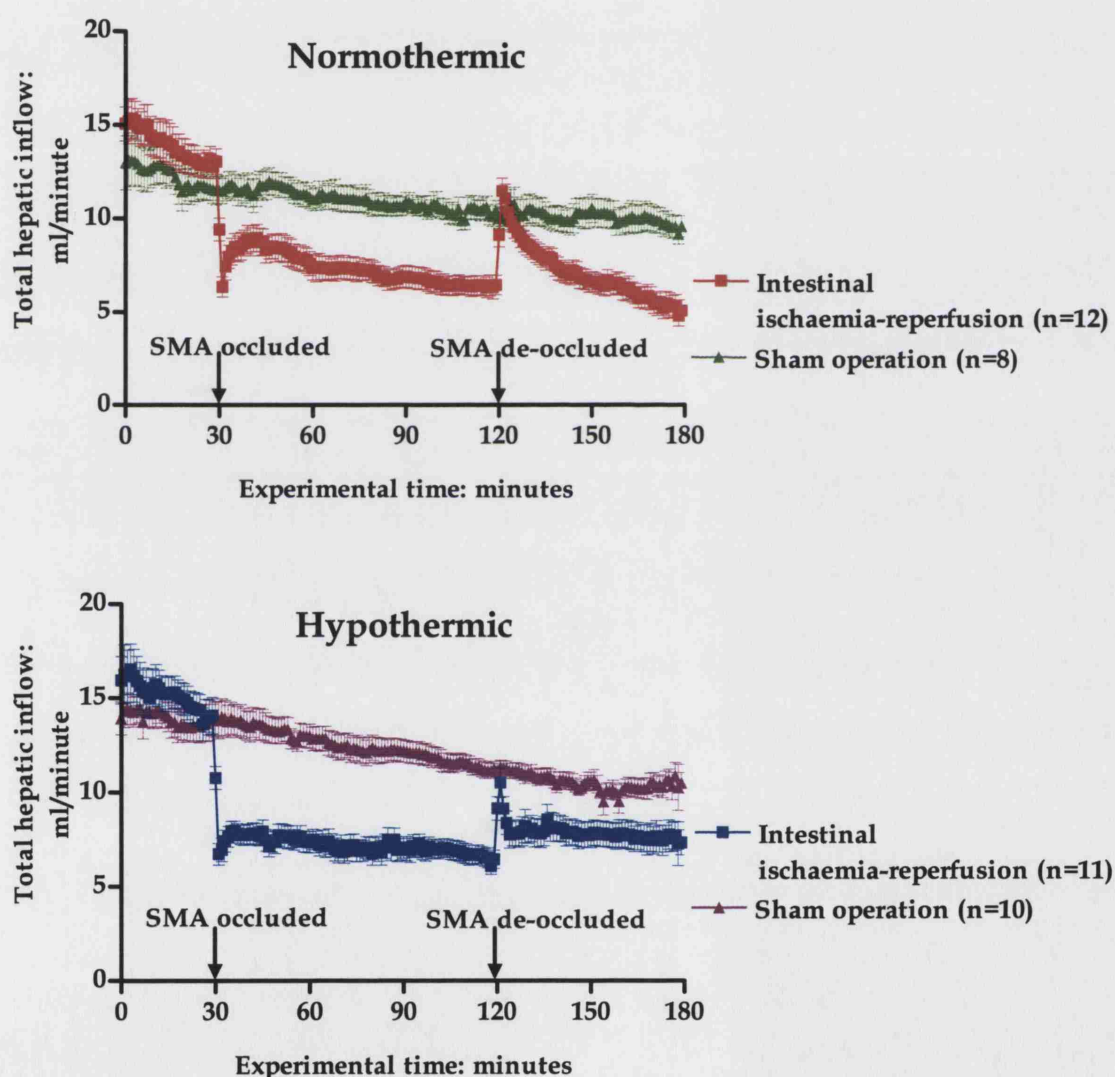 Normothermic
Total hepatic inflow:
ml/minute
20
15
10
5
0
SMA occluded
SMA de-occluded
0 30 60 90 120 150 180
Experimental time: minutes
Intestinal
ischaemia-reperfusion (n=12)
Sham operation (n=8)
Hypothermic
Total hepatic inflow:
ml/minute
20
15
10
5
0
SMA occluded
SMA de-occluded
0 30 60 90 120 150 180
Experimental time: minutes
Intestinal
ischaemia-reperfusion (n=11)
Sham operation (n=10)